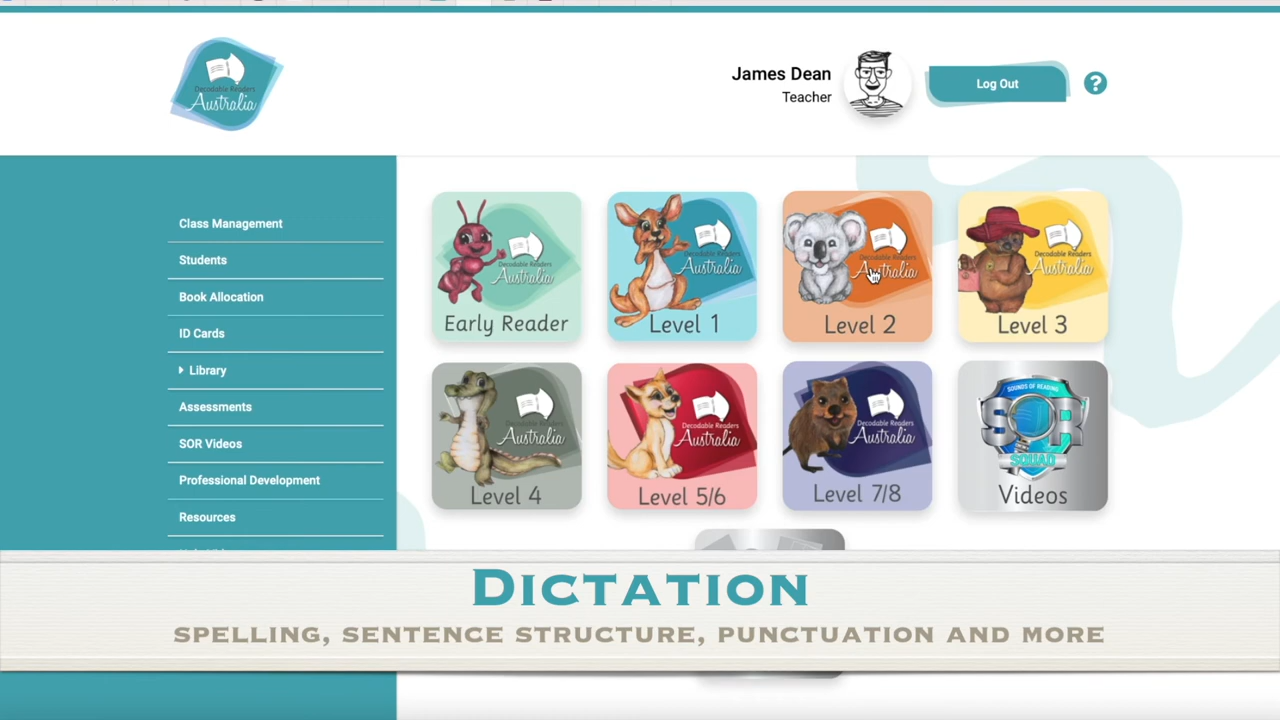 Decodable Readers
Australia
James Dean
Teacher
Log Out
?
Class Management
Students
Book Allocation
ID Cards
Library
Assessments
SOR Videos
Professional Development
Resources
Decodable Readers
Australia
Early Reader
Decodable Readers
Australia
Level 1
Decodable Readers
Australia
Level 2
Decodable Readers
Australia
Level 3
Decodable Readers
Australia
Level 4
Decodable Readers
Australia
Level 5/6
Decodable Readers
Australia
Level 7/8
SOUNDS OF READING
SOR
SQUAD
Videos
DICTATION
SPELLING, SENTENCE STRUCTURE, PUNCTUATION AND MORE